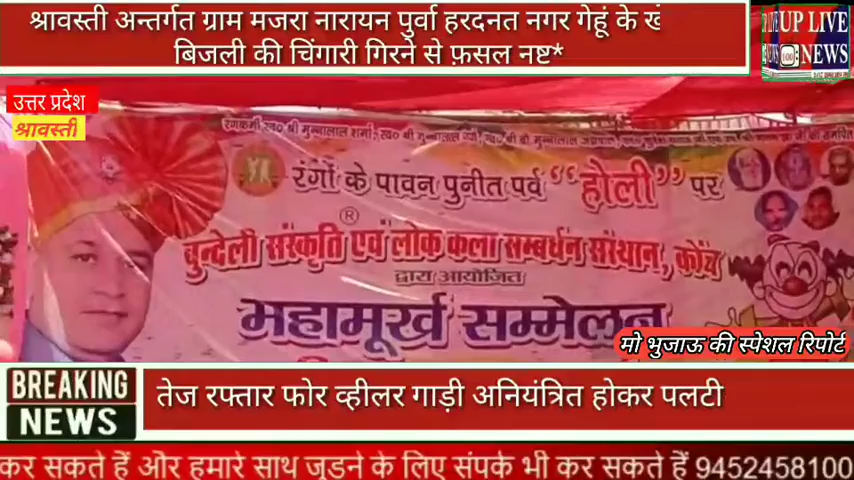 श्रावस्ती अन्तर्गत ग्राम मजरा नारायन पुर्वा हरदनत नगर गेहूं के खे
बिजली की चिंगारी गिरने से फ़सल नष्ट*
UP LIVE
NEWS
उत्तर प्रदेश
श्रावस्ती
रंगों के पावन पुनीत पर्व "होली" पर
बुन्देली संस्कृति एवं लोक कला सम्बर्धन संस्थान, कोंच
®
द्वारा आयोजित
महामूर्ख सम्मेलन
मो भुजाऊ की स्पेशल रिपोर्ट
BREAKING
NEWS
तेज रफ्तार फोर व्हीलर गाड़ी अनियंत्रित होकर पलटी
कर सकते हैं और हमारे साथ जुड़ने के लिए संपर्क भी कर सकते हैं 9452458100